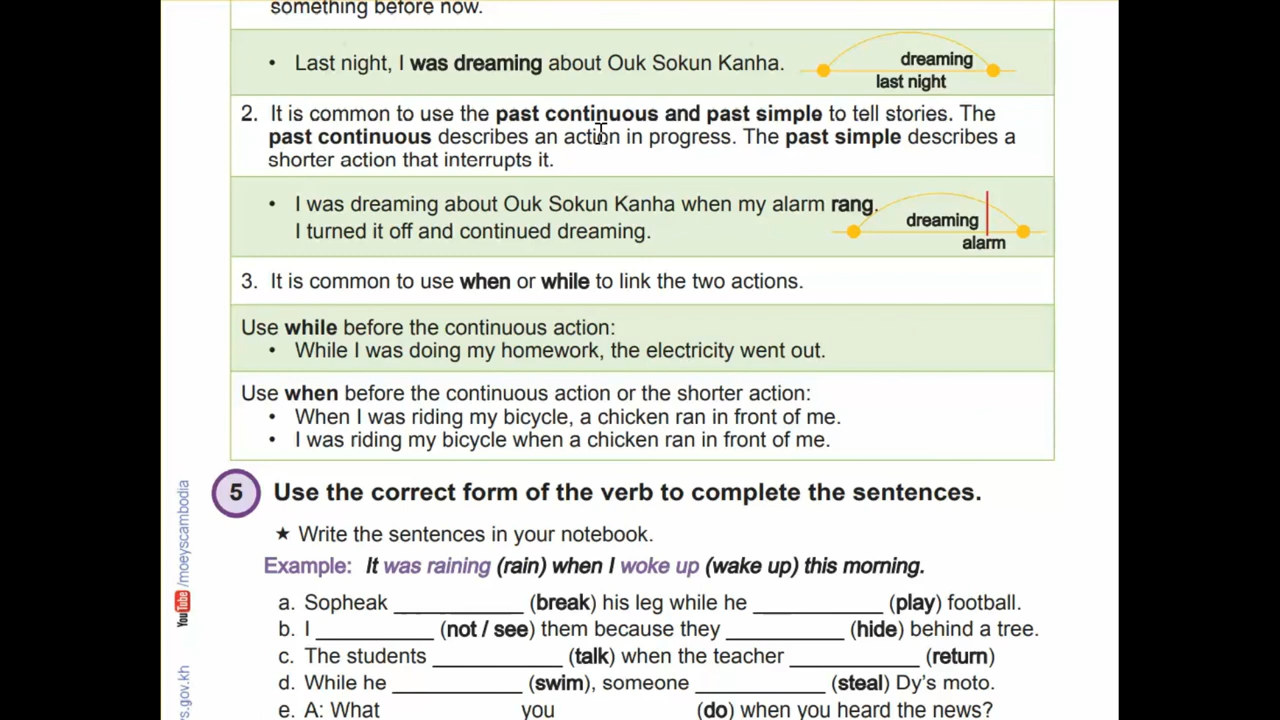 something before now.
• Last night, I was dreaming about Ouk Sokun Kanha.
dreaming
last night
2. It is common to use the past continuous and past simple to tell stories. The
past continuous describes an action in progress. The past simple describes a
shorter action that interrupts it.
• I was dreaming about Ouk Sokun Kanha when my alarm rang.
I turned it off and continued dreaming.
dreaming
alarm
3. It is common to use when or while to link the two actions.
Use while before the continuous action:
• While I was doing my homework, the electricity went out.
Use when before the continuous action or the shorter action:
• When I was riding my bicycle, a chicken ran in front of me.
• I was riding my bicycle when a chicken ran in front of me.
5 Use the correct form of the verb to complete the sentences.
★ Write the sentences in your notebook.
Example: It was raining (rain) when I woke up (wake up) this morning.
a. Sopheak ____________ (break) his leg while he ____________ (play) football.
b. I ___________ (not / see) them because they ___________ (hide) behind a tree.
c. The students ____________ (talk) when the teacher ____________ (return)
d. While he ____________ (swim), someone ____________ (steal) Dy's moto.
e. A: What you (do) when you heard the news?
YouTube /moeyscambodia
s.gov.kh